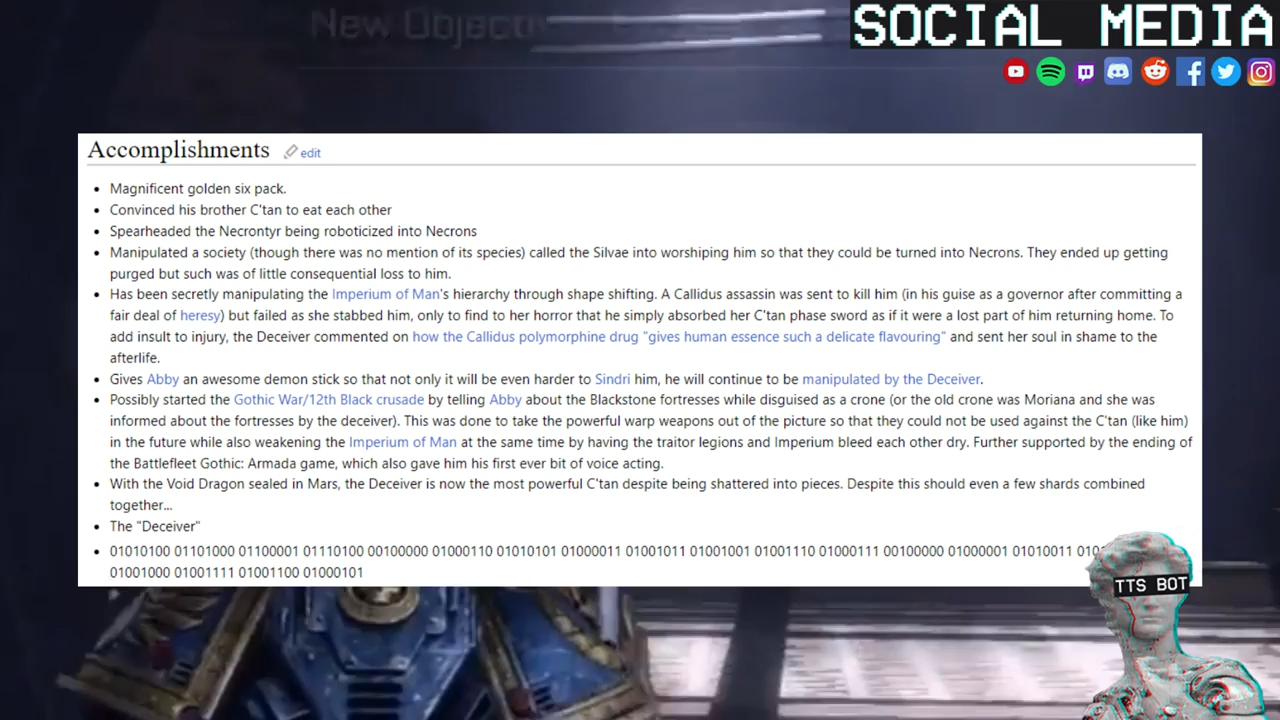 New Objecti
SOCIAL MEDIA
Accomplishments edit
Magnificent golden six pack.
Convinced his brother C'tan to eat each other
Spearheaded the Necrontyr being roboticized into Necrons
Manipulated a society (though there was no mention of its species) called the Silvae into worshiping him so that they could be turned into Necrons. They ended up getting
purged but such was of little consequential loss to him.
Has been secretly manipulating the Imperium of Man's hierarchy through shape shifting. A Callidus assassin was sent to kill him (in his guise as a governor after committing a
fair deal of heresy) but failed as she stabbed him, only to find to her horror that he simply absorbed her C'tan phase sword as if it were a lost part of him returning home. To
add insult to injury, the Deceiver commented on how the Callidus polymorphine drug "gives human essence such a delicate flavouring" and sent her soul in shame to the
afterlife.
Gives Abby an awesome demon stick so that not only it will be even harder to Sindri him, he will continue to be manipulated by the Deceiver.
Possibly started the Gothic War/12th Black crusade by telling Abby about the Blackstone fortresses while disguised as a crone (or the old crone was Moriana and she was
informed about the fortresses by the deceiver). This was done to take the powerful warp weapons out of the picture so that they could not be used against the C'tan (like him)
in the future while also weakening the Imperium of Man at the same time by having the traitor legions and Imperium bleed each other dry. Further supported by the ending of
the Battlefleet Gothic: Armada game, which also gave him his first ever bit of voice acting.
With the Void Dragon sealed in Mars, the Deceiver is now the most powerful C'tan despite being shattered into pieces. Despite this should even a few shards combined
together...
The "Deceiver"
01010100 01101000 01100001 01110100 00100000 01000110 01010101 01000011 01001011 01001001 01001110 01000111 00100000 01000001 01010011
01001000 01001111 01001100 01000101
TTS BOT